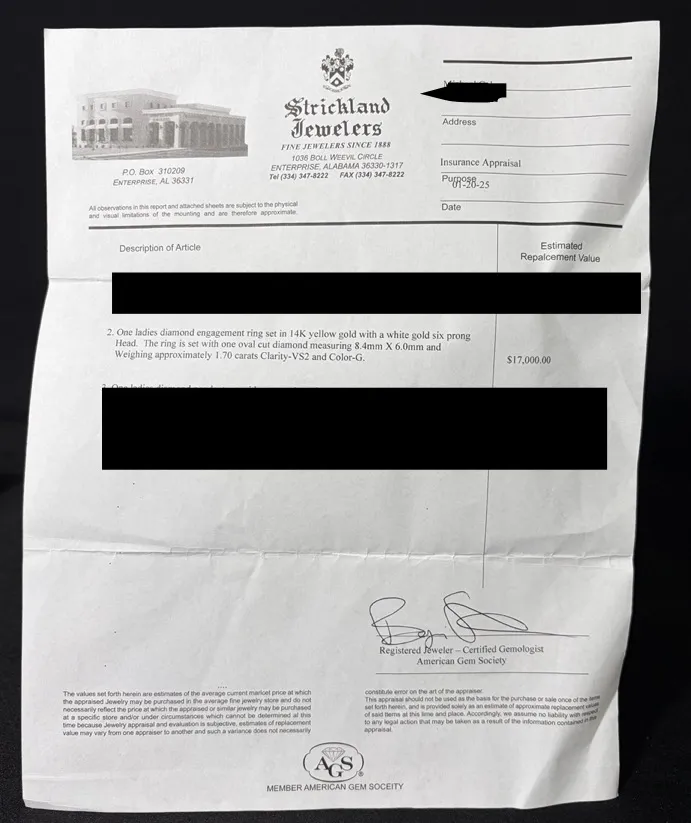 Strickland
Jewelers
FINE JEWELERS SINCE 1888
1036 BOLL WEEVIL CIRCLE
ENTERPRISE, ALABAMA 36330-1317
Tel (334) 347-8222 FAX (334) 347-8222
P.O. BOX 310209
ENTERPRISE, AL 36331
All observations in this report and attached sheets are subject to the physical
and visual limitations of the mounting and are therefore approximate.
Address
Insurance Appraisal
Purpose
01-20-25
Date
Description of Article
Estimated
Repalcement Value
2. One ladies diamond engagement ring set in 14K yellow gold with a white gold six prong
Head. The ring is set with one oval cut diamond measuring 8.4mm X 6.0mm and
Weighing approximately 1.70 carats Clarity-VS2 and Color-G.
$17,000.00
Registered Jeweler – Certified Gemologist
American Gem Society
The values set forth herein are estimates of the average current market price at which
the appraised Jewelry may be purchased in the average fine jewelry store and do not
necessarily reflect the price at which the appraised or similar jewelry may be purchased
at a specific store and/or under circumstances which cannot be determined at this
time because Jewelry appraisal and evaluation is subjective, estimates of replacement
value may vary from one appraiser to another and such a variance does not necessarily
constitute error on the art of the appraiser.
This appraisal should not be used as the basis for the purchase or sale once of the items
set forth herein, and is provided solely as an estimate of approximate replacement values
of said items at this time and place. Accordingly, we assume no liability with respect
to any legal action that may be taken as a result of the information contained in this
appraisal.
AGS
®
MEMBER AMERICAN GEM SOCEITY